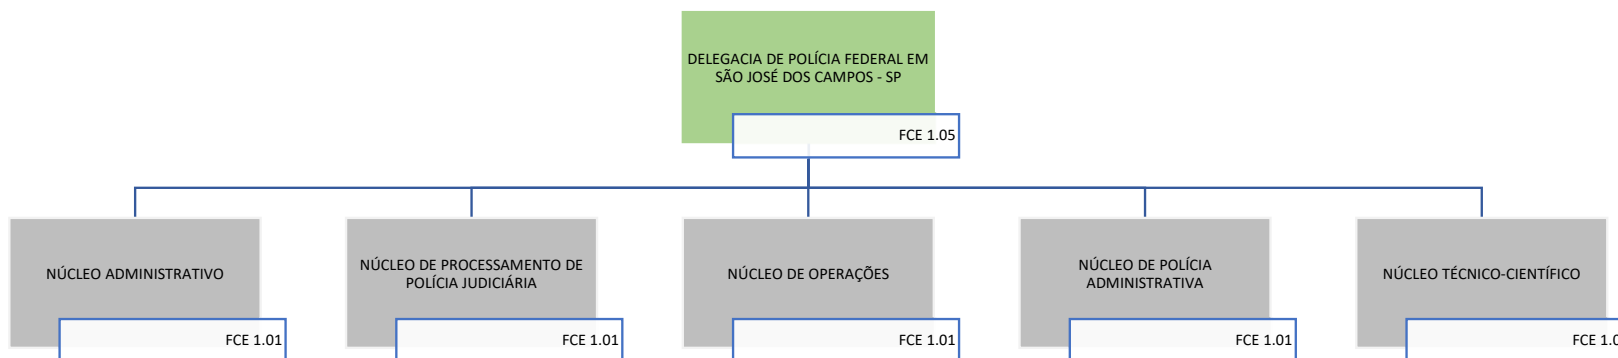 DELEGACIA DE POLÍCIA FEDERAL EM
SÃO JOSÉ DOS CAMPOS - SP
FCE 1.05
NÚCLEO ADMINISTRATIVO
FCE 1.01
NÚCLEO DE PROCESSAMENTO DE
POLÍCIA JUDICIÁRIA
FCE 1.01
NÚCLEO DE OPERAÇÕES
FCE 1.01
NÚCLEO DE POLÍCIA
ADMINISTRATIVA
FCE 1.01
NÚCLEO TÉCNICO-CIENTÍFICO
FCE